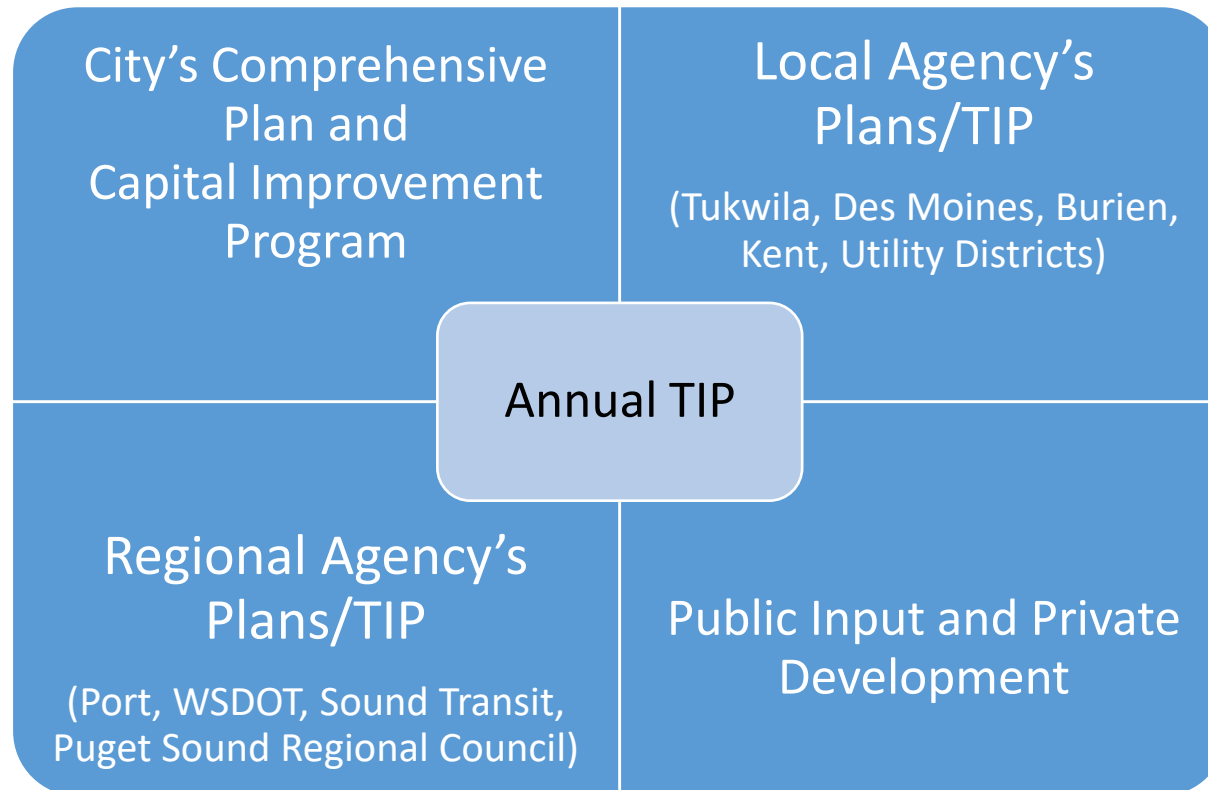 City’s Comprehensive
Plan and
Capital Improvement
Program
Local Agency’s
Plans/TIP
(Tukwila, Des Moines, Burien,
Kent, Utility Districts)
Annual TIP
Regional Agency’s
Plans/TIP
(Port, WSDOT, Sound Transit,
Puget Sound Regional Council)
Public Input and Private
Development